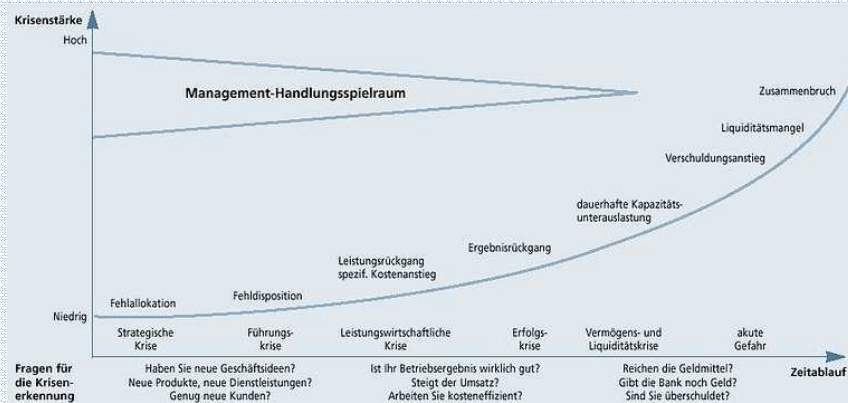 Krisenstärke
Hoch
Management-Handlungsspielraum
Zusammenbruch
Liquiditätsmangel
Verschuldungsanstieg
dauerhafte Kapazitäts-
unterauslastung
Ergebnisrückgang
Leistungsrückgang
spezif. Kostenanstieg
Fehldisposition
Fehlallokation
Niedrig
Strategische
Krise
Führungs-
krise
Leistungswirtschaftliche
Krise
Erfolgs-
krise
Vermögens- und
Liquiditätskrise
akute
Gefahr
Zeitablauf
Fragen für
die Krisen-
erkennung
Haben Sie neue Geschäftsideen?
Neue Produkte, neue Dienstleistungen?
Genug neue Kunden?
Ist Ihr Betriebsergebnis wirklich gut?
Steigt der Umsatz?
Arbeiten Sie kosteneffizient?
Reichen die Geldmittel?
Gibt die Bank noch Geld?
Sind Sie überschuldet?